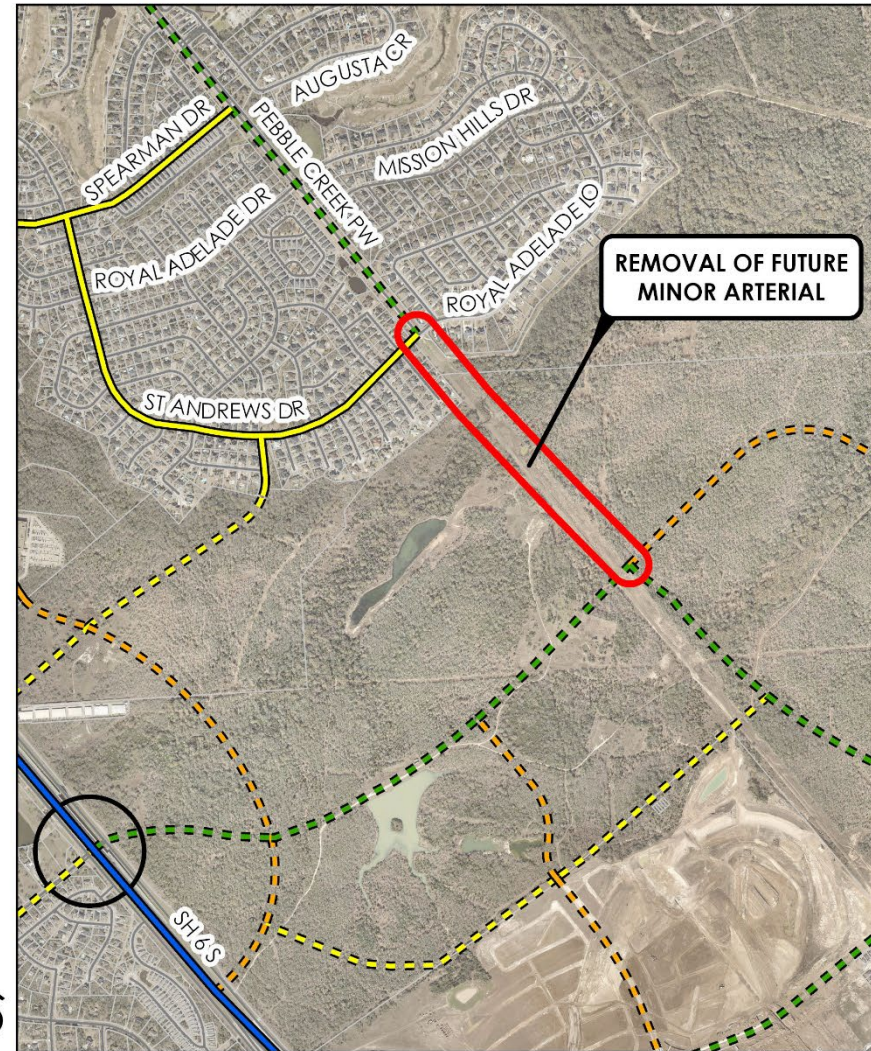 AUGUSTA CR
SPEARMAN DR
PEBBLE CREEK PW
MISSION HILLS DR
ROYAL ADELADE DR
ROYAL ADELADE LO
REMOVAL OF FUTURE
MINOR ARTERIAL
ST ANDREWS DR
SH 6 S